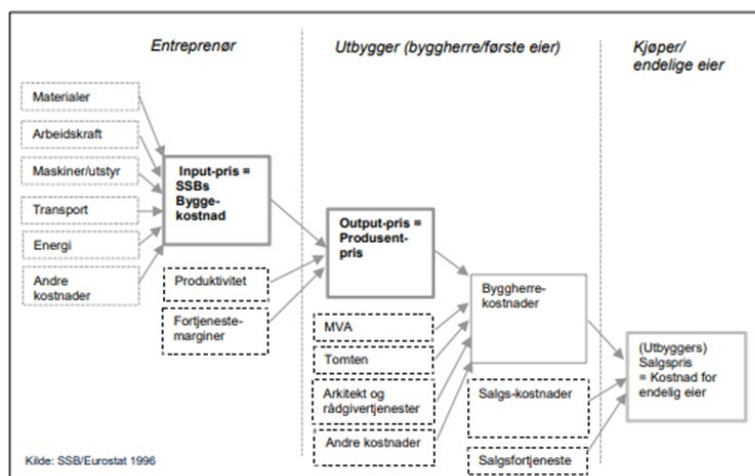 Entreprenør
Utbygger (byggherre/første eier)
Kjøper/
endelige eier
Materialer
Arbeidskraft
Maskiner/utstyr
Transport
Energi
Andre
kostnader
Input-pris =
SSBs
Bygge-
kostnad
Produktivitet
Fortjeneste-
marginer
Output-pris =
Produsent-
pris
MVA
Tomten
Arkitekt og
rådgivertjenester
Andre kostnader
Byggherre-
kostnader
Salgs-kostnader
Salgsfortjeneste
(Utbyggers)
Salgspris
= Kostnad for
endelig eier
Kilde: SSB/Eurostat 1996